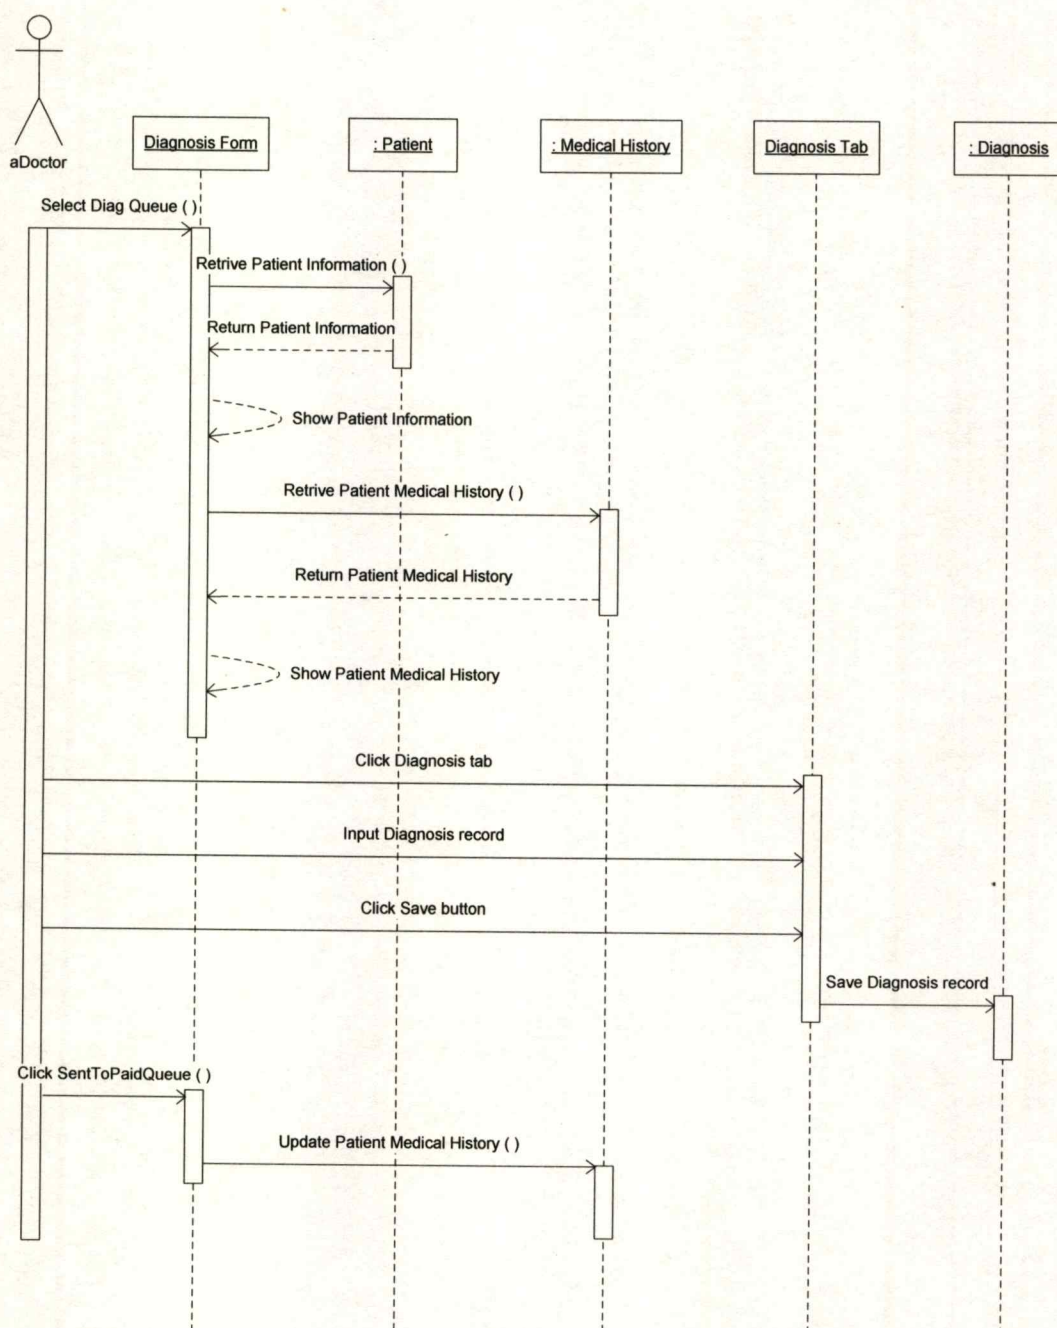 aDoctor
Diagnosis Form
: Patient
: Medical History
Diagnosis Tab
: Diagnosis
Select Diag Queue ( )
Retrive Patient Information ( )
Return Patient Information
Show Patient Information
Retrive Patient Medical History ( )
Return Patient Medical History
Show Patient Medical History
Click Diagnosis tab
Input Diagnosis record
Click Save button
Save Diagnosis record
Click SentToPaidQueue ( )
Update Patient Medical History ( )